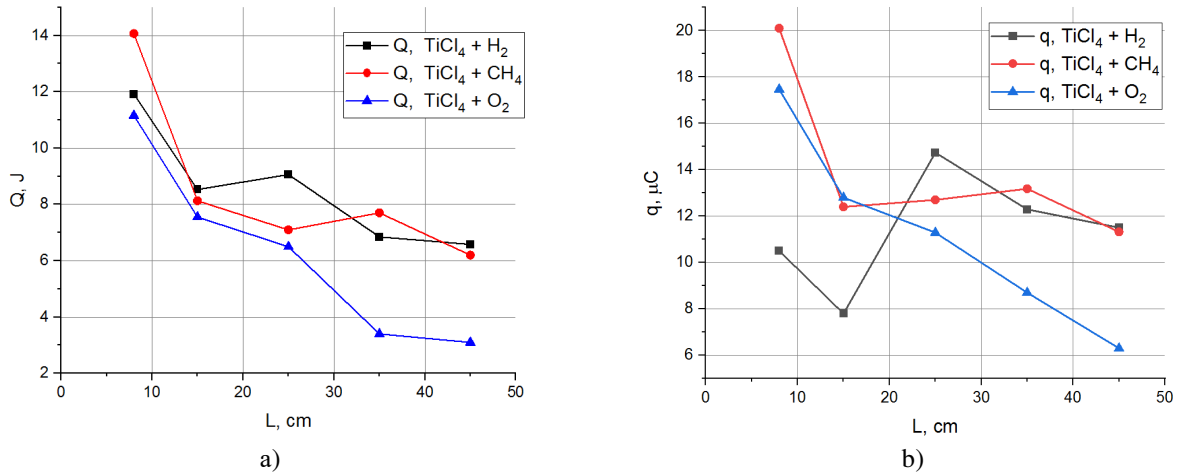 14
12
10
8
6
4
2
0
10
20
30
40
50
Q, J
L, cm
Q, TiCl₄ + H₂
Q, TiCl₄ + CH₄
Q, TiCl₄ + O₂
a)
20
18
16
14
12
10
8
6
0
10
20
30
40
50
q, μC
L, cm
q, TiCl₄ + H₂
q, TiCl₄ + CH₄
q, TiCl₄ + O₂
b)